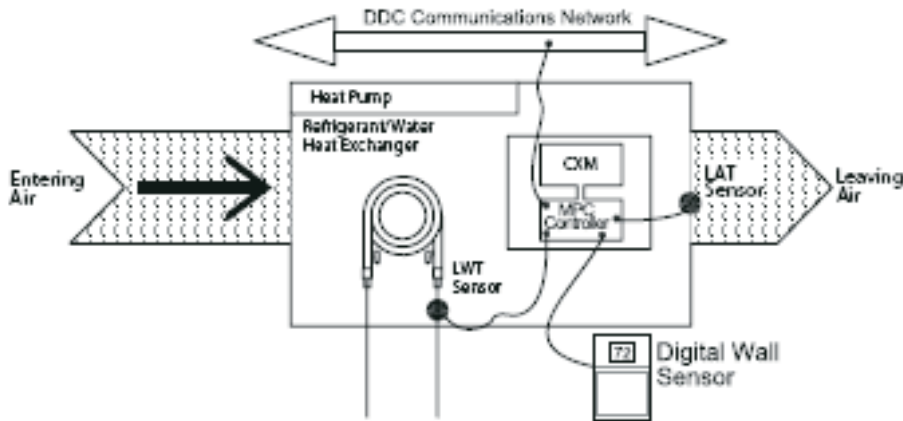 DDC Communications Network
Heat Pump
Refrigerant/Water
Heat Exchanger
Entering
Air
CXM
MPC
Controller
LAT
Sensor
Leaving
Air
LWT
Sensor
72
Digital Wall
Sensor